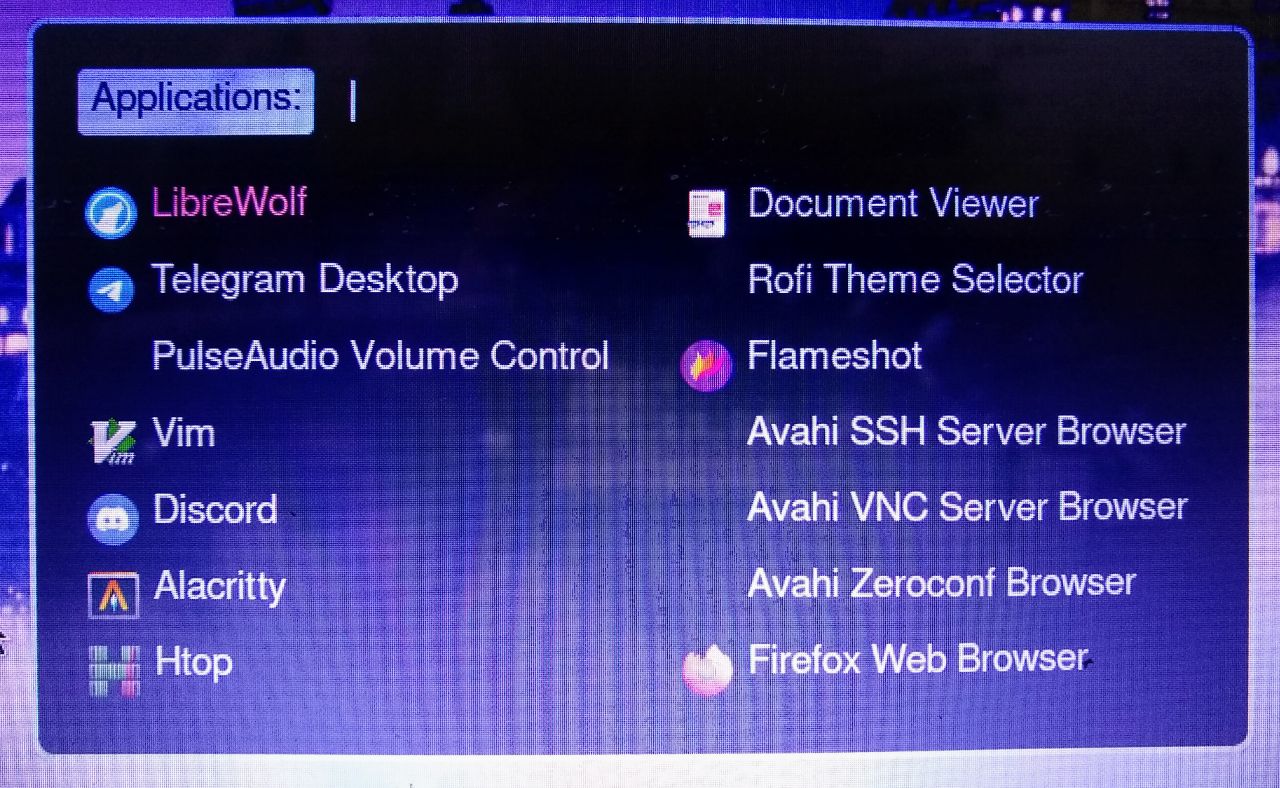 Applications:
LibreWolf
Telegram Desktop
PulseAudio Volume Control
Vim
Discord
Alacritty
Htop
Document Viewer
Rofi Theme Selector
Flameshot
Avahi SSH Server Browser
Avahi VNC Server Browser
Avahi Zeroconf Browser
Firefox Web Browser